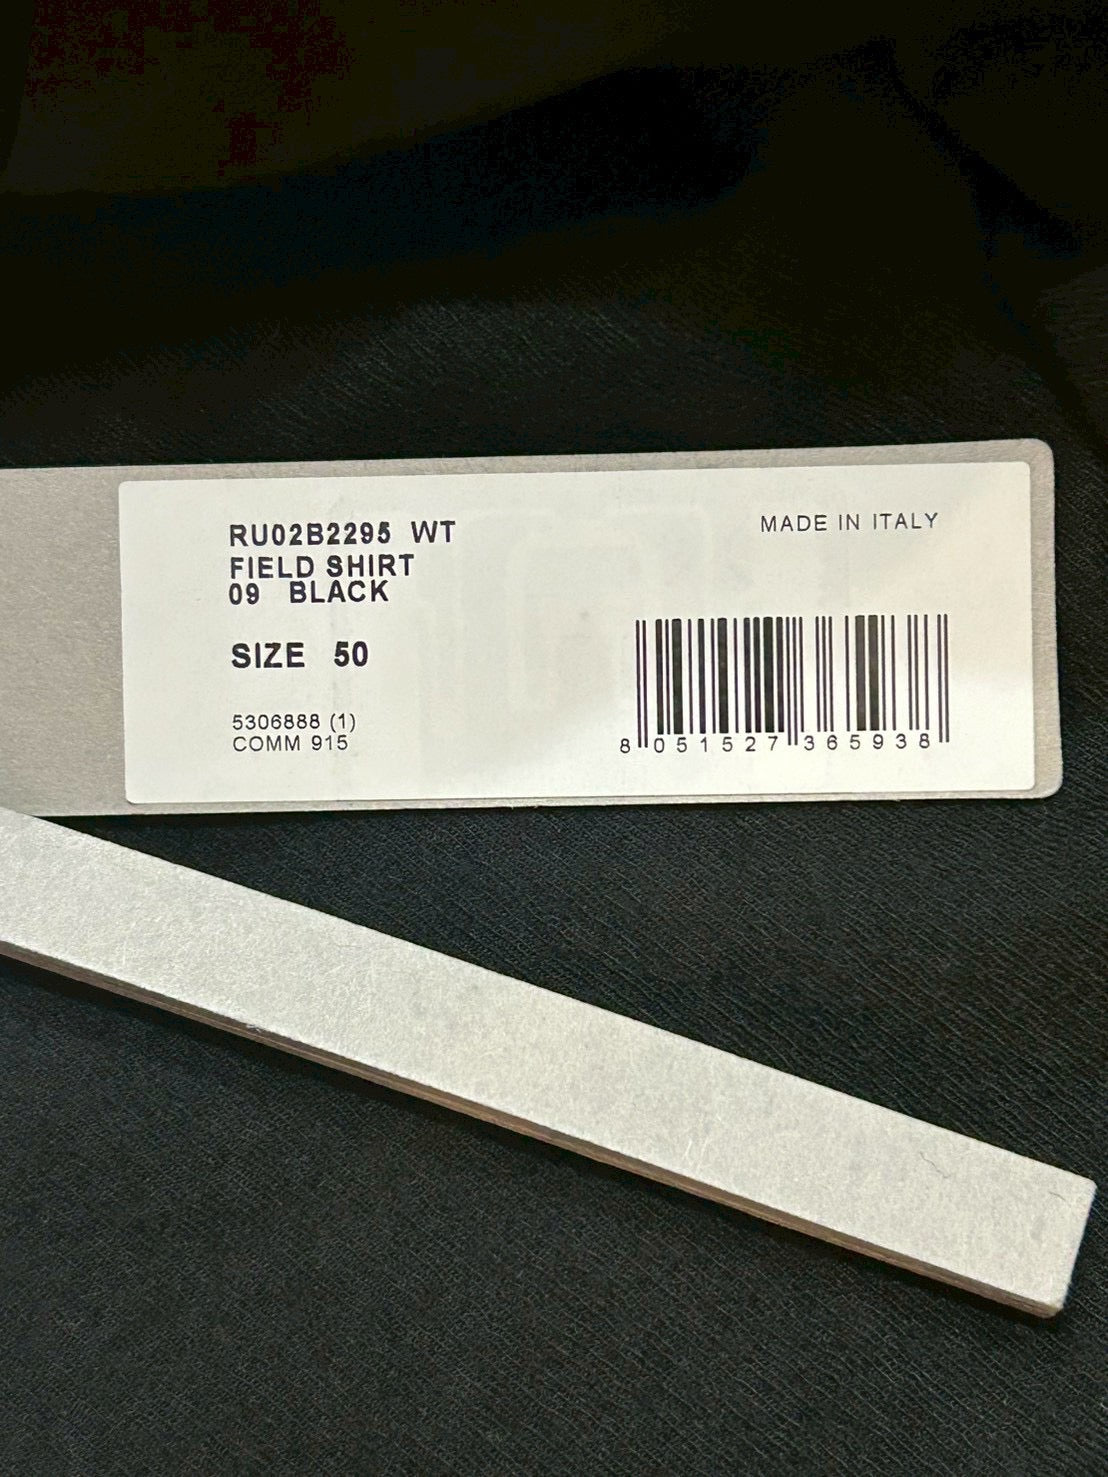 RU02B2295 WT
FIELD SHIRT
09 BLACK
SIZE 50
5306888 (1)
COMM 915
MADE IN ITALY
8 051527 365938